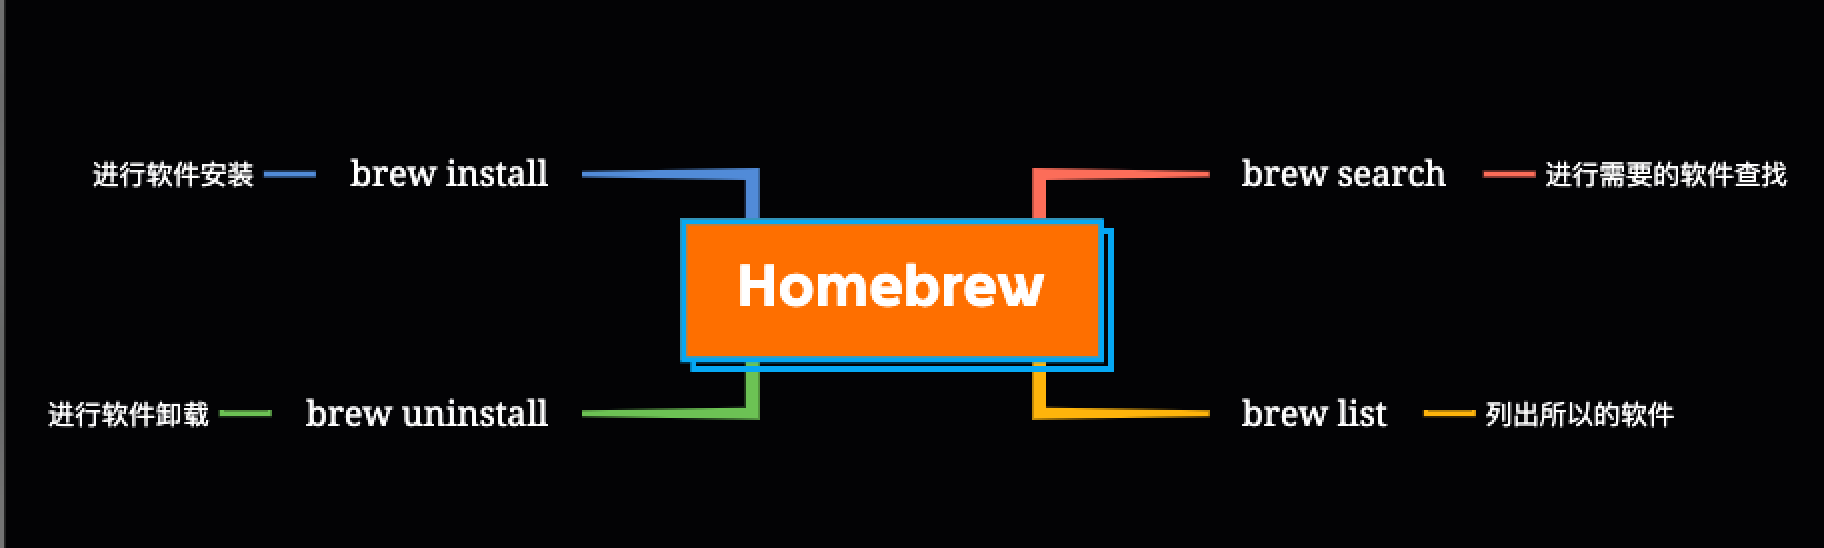 进行软件安装
brew install
brew search
进行需要的软件查找
Homebrew
进行软件卸载
brew uninstall
brew list
列出所以的软件